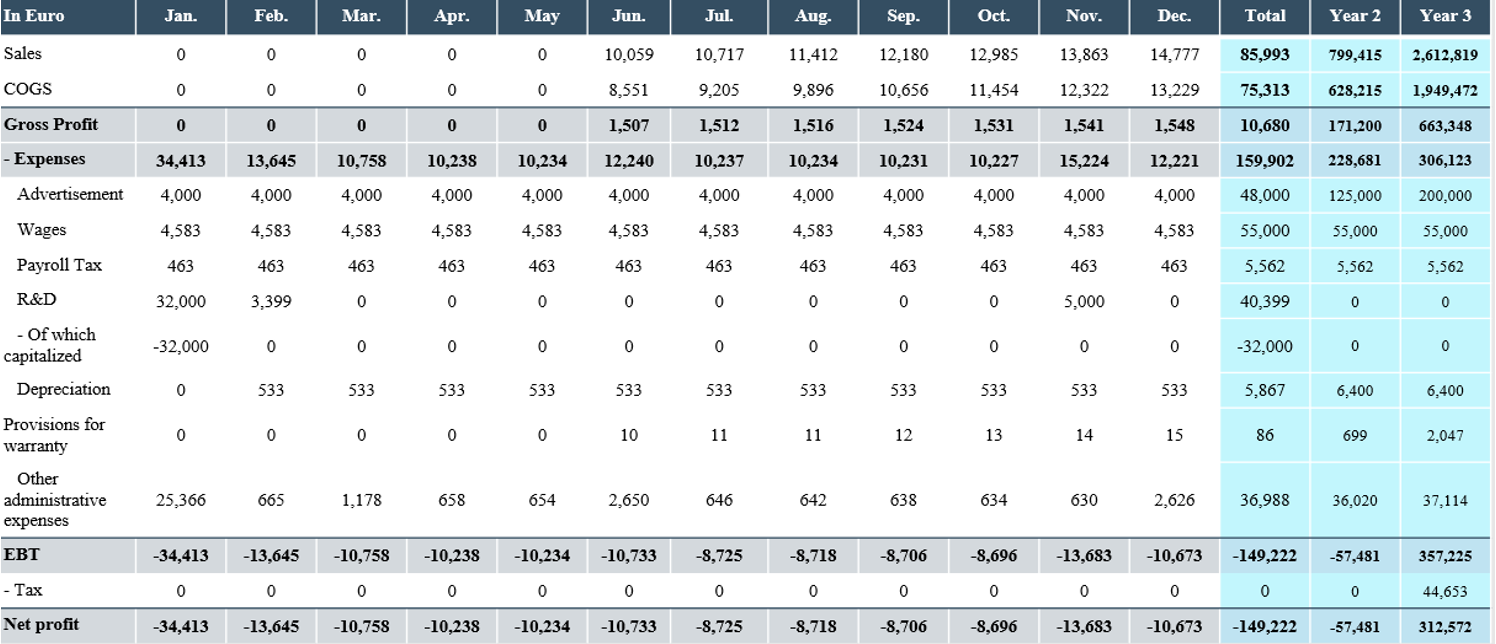 In Euro Jan. Feb. Mar. Apr. May Jun. Jul. Aug. Sep. Oct. Nov. Dec. Total Year 2 Year 3
Sales 0 0 0 0 0 10,059 10,717 11,412 12,180 12,985 13,863 14,777 85,993 799,415 2,612,819
COGS 0 0 0 0 0 8,551 9,205 9,896 10,656 11,454 12,322 13,229 75,313 628,215 1,949,472
Gross Profit 0 0 0 0 0 1,507 1,512 1,516 1,524 1,531 1,541 1,548 10,680 171,200 663,348
- Expenses 34,413 13,645 10,758 10,238 10,234 12,240 10,237 10,234 10,231 10,227 15,224 12,221 159,902 228,681 306,123
Advertisement 4,000 4,000 4,000 4,000 4,000 4,000 4,000 4,000 4,000 4,000 4,000 4,000 48,000 125,000 200,000
Wages 4,583 4,583 4,583 4,583 4,583 4,583 4,583 4,583 4,583 4,583 4,583 4,583 55,000 55,000 55,000
Payroll Tax 463 463 463 463 463 463 463 463 463 463 463 463 5,562 5,562 5,562
R&D 32,000 3,399 0 0 0 0 0 0 0 0 5,000 0 40,399 0 0
- Of which
capitalized -32,000 0 0 0 0 0 0 0 0 0 0 0 -32,000 0 0
Depreciation 0 533 533 533 533 533 533 533 533 533 533 533 5,867 6,400 6,400
Provisions for
warranty 0 0 0 0 0 10 11 11 12 13 14 15 86 699 2,047
Other
administrative
expenses 25,366 665 1,178 658 654 2,650 646 642 638 634 630 2,626 36,988 36,020 37,114
EBT -34,413 -13,645 -10,758 -10,238 -10,234 -10,733 -8,725 -8,718 -8,706 -8,696 -13,683 -10,673 -149,222 -57,481 357,225
- Tax 0 0 0 0 0 0 0 0 0 0 0 0 0 0 44,653
Net profit -34,413 -13,645 -10,758 -10,238 -10,234 -10,733 -8,725 -8,718 -8,706 -8,696 -13,683 -10,673 -149,222 -57,481 312,572